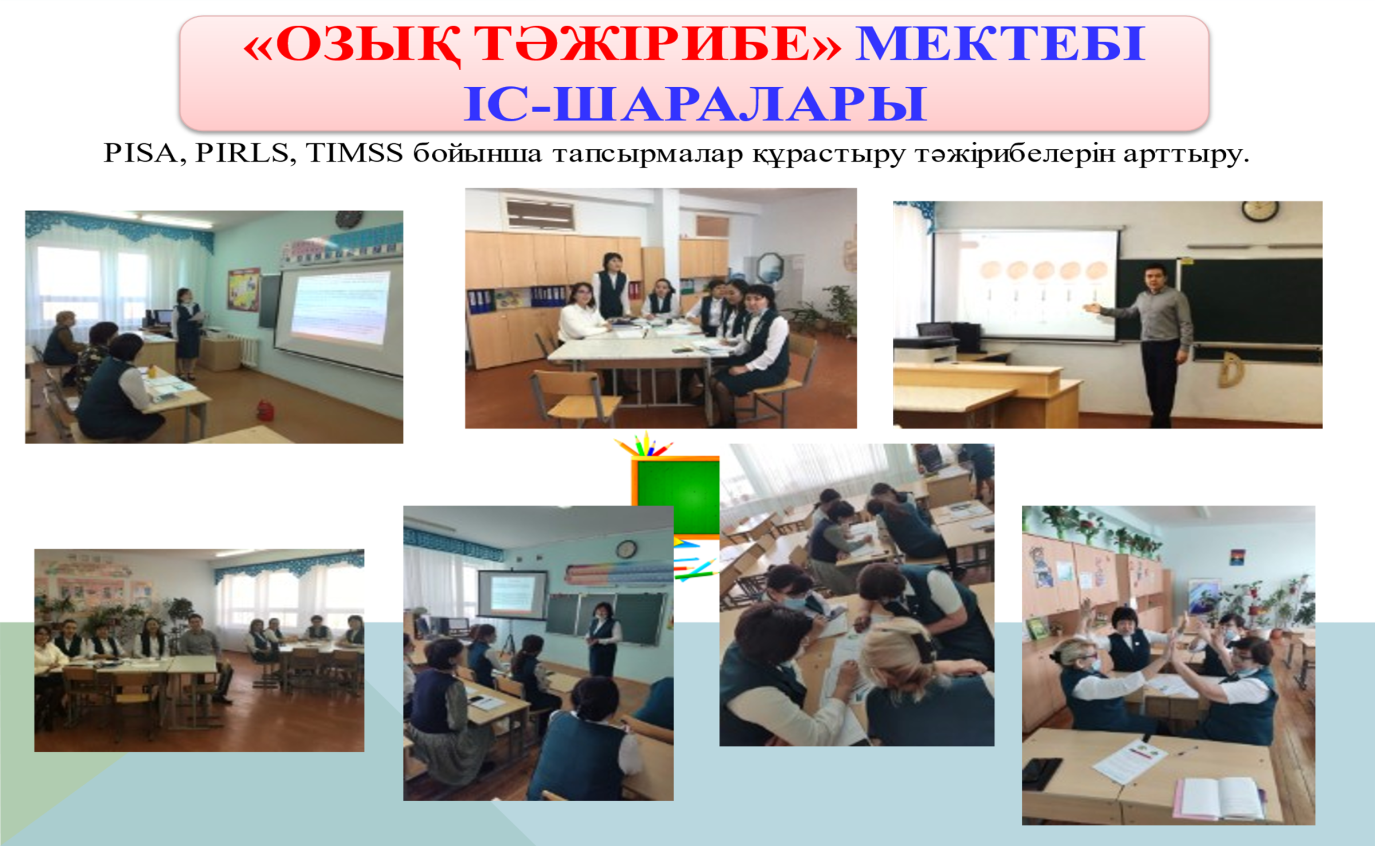 «ОЗЫҚ ТӘЖІРИБЕ» МЕКТЕБІ
ІС-ШАРАЛАРЫ
PISA, PIRLS, TIMSS бойынша тапсырмалар құрастыру тәжірибелерін арттыру.